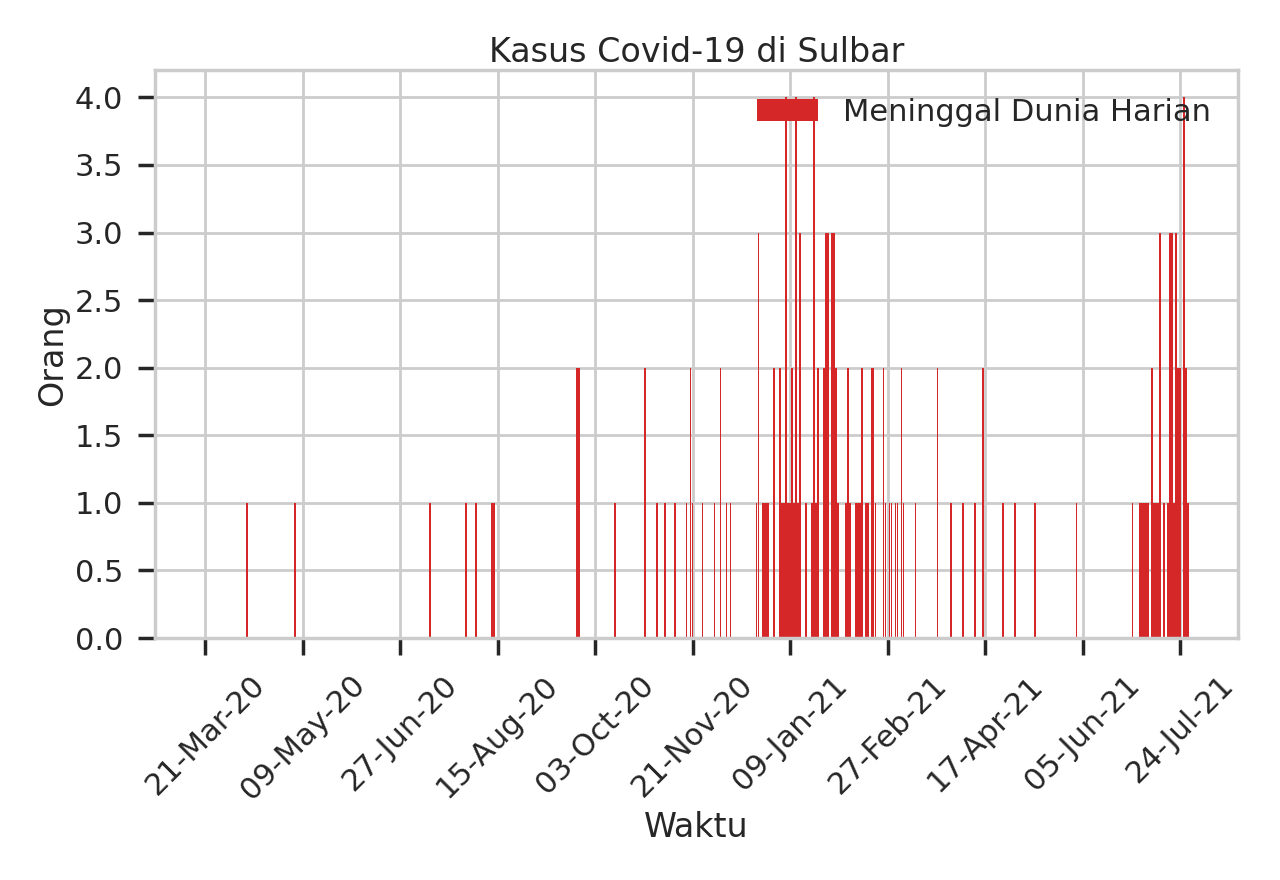 Kasus Covid-19 di Sulbar
Meninggal Dunia Harian
Orang
4.0
3.5
3.0
2.5
2.0
1.5
1.0
0.5
0.0
21-Mar-20
09-May-20
27-Jun-20
15-Aug-20
03-Oct-20
21-Nov-20
09-Jan-21
27-Feb-21
17-Apr-21
05-Jun-21
24-Jul-21
Waktu